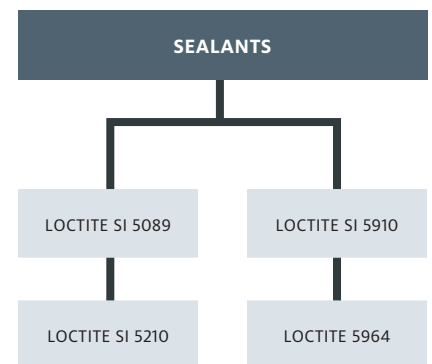 SEALANTS
LOCTITE SI 5089
LOCTITE SI 5910
LOCTITE SI 5210
LOCTITE 5964